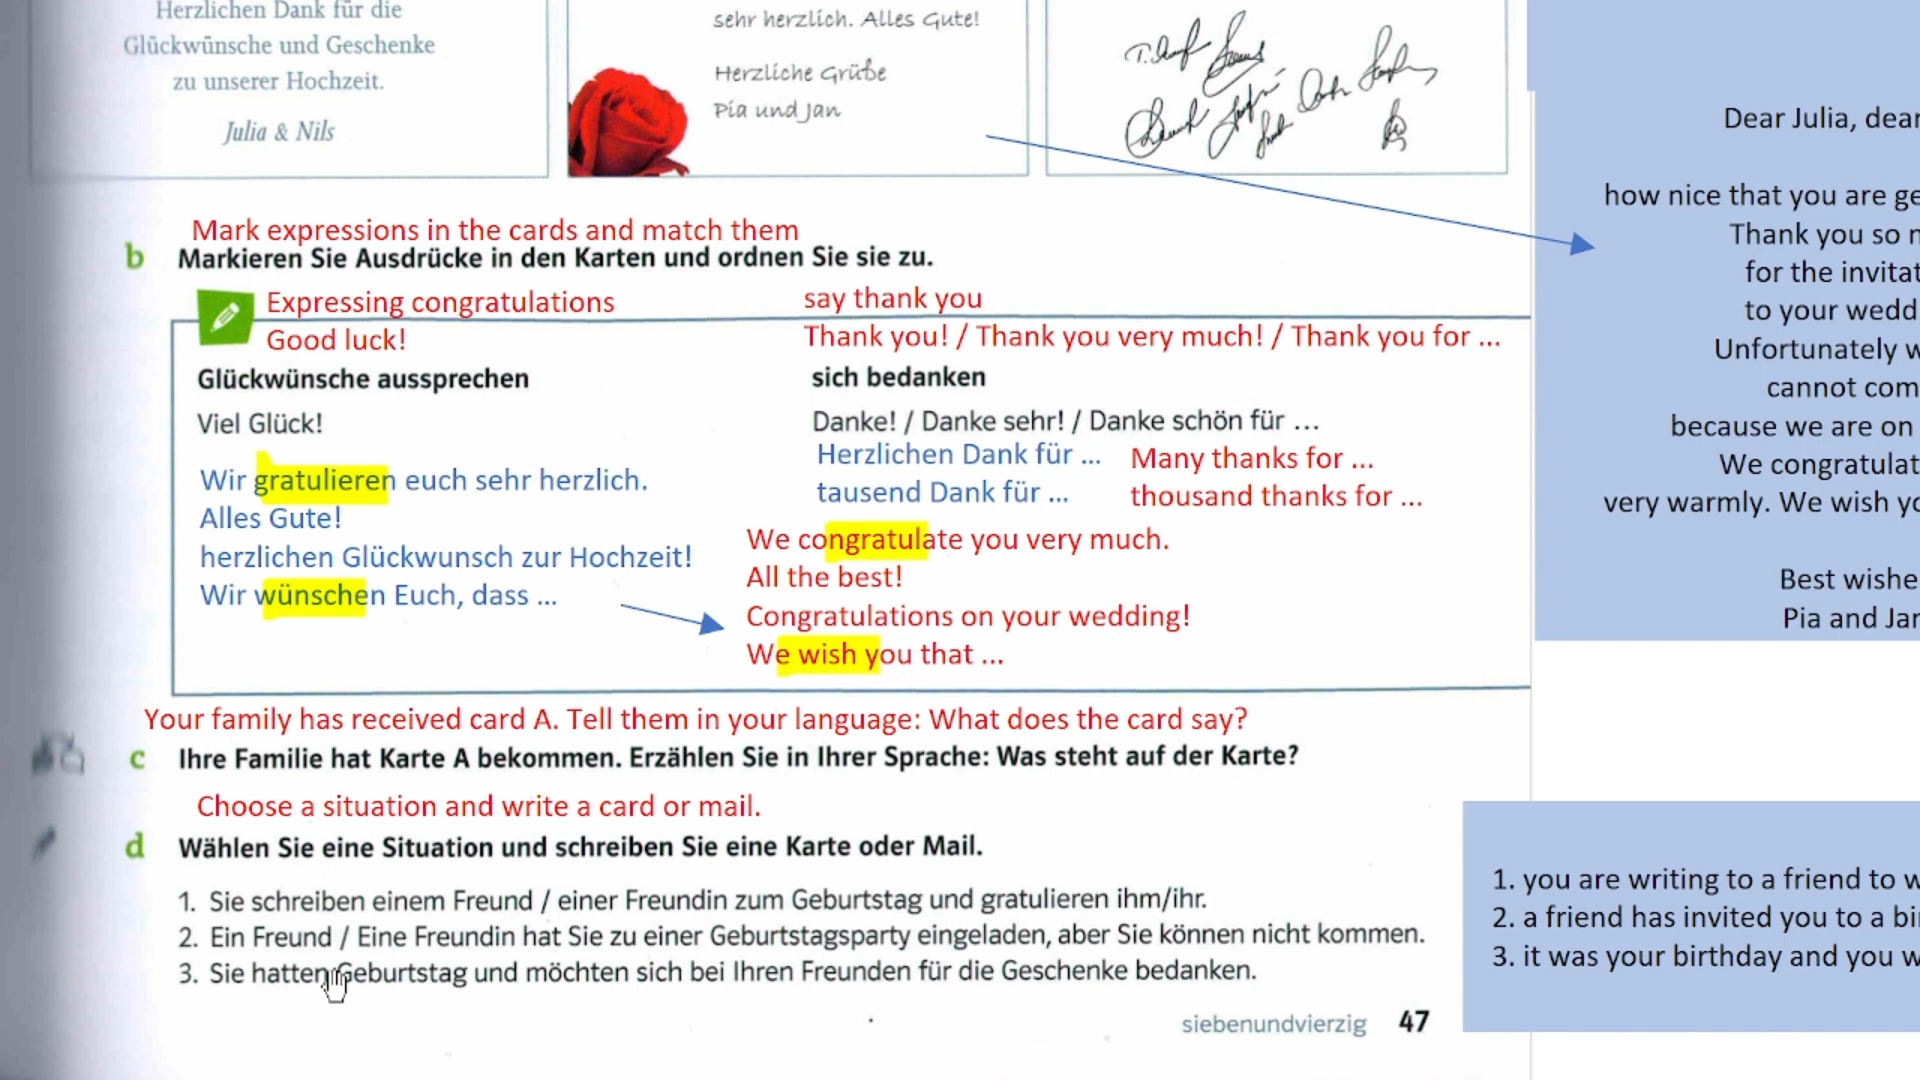 Herzlichen Dank für die
Glückwünsche und Geschenke
zu unserer Hochzeit.
Julia & Nils
sehr herzlich. Alles Gute!
Herzliche Grüße
Pia und Jan
Mark expressions in the cards and match them
b Markieren Sie Ausdrücke in den Karten und ordnen Sie sie zu.
Expressing congratulations
Good luck!
Glückwünsche aussprechen
Viel Glück!
Wir gratulieren euch sehr herzlich.
Alles Gute!
herzlichen Glückwunsch zur Hochzeit!
Wir wünschen Euch, dass ...
say thank you
Thank you! / Thank you very much! / Thank you for ...
sich bedanken
Danke! / Danke sehr! / Danke schön für ...
Herzlichen Dank für ... Many thanks for ...
tausend Dank für ... thousand thanks for ...
We congratulate you very much.
All the best!
Congratulations on your wedding!
We wish you that ...
Your family has received card A. Tell them in your language: What does the card say?
c Ihre Familie hat Karte A bekommen. Erzählen Sie in Ihrer Sprache: Was steht auf der Karte?
Choose a situation and write a card or mail.
d Wählen Sie eine Situation und schreiben Sie eine Karte oder Mail.
1. Sie schreiben einem Freund / einer Freundin zum Geburtstag und gratulieren ihm/ihr.
2. Ein Freund / Eine Freundin hat Sie zu einer Geburtstagsparty eingeladen, aber Sie können nicht kommen.
3. Sie hatten Geburtstag und möchten sich bei Ihren Freunden für die Geschenke bedanken.
siebenundvierzig 47
Dear Julia, dear
how nice that you are ge
Thank you so
for the invitat
to your wedd
Unfortunately w
cannot com
because we are on
We congratulat
very warmly. We wish yo
Best wishe
Pia and Jan
1. you are writing to a friend to w
2. a friend has invited you to a bi
3. it was your birthday and you w